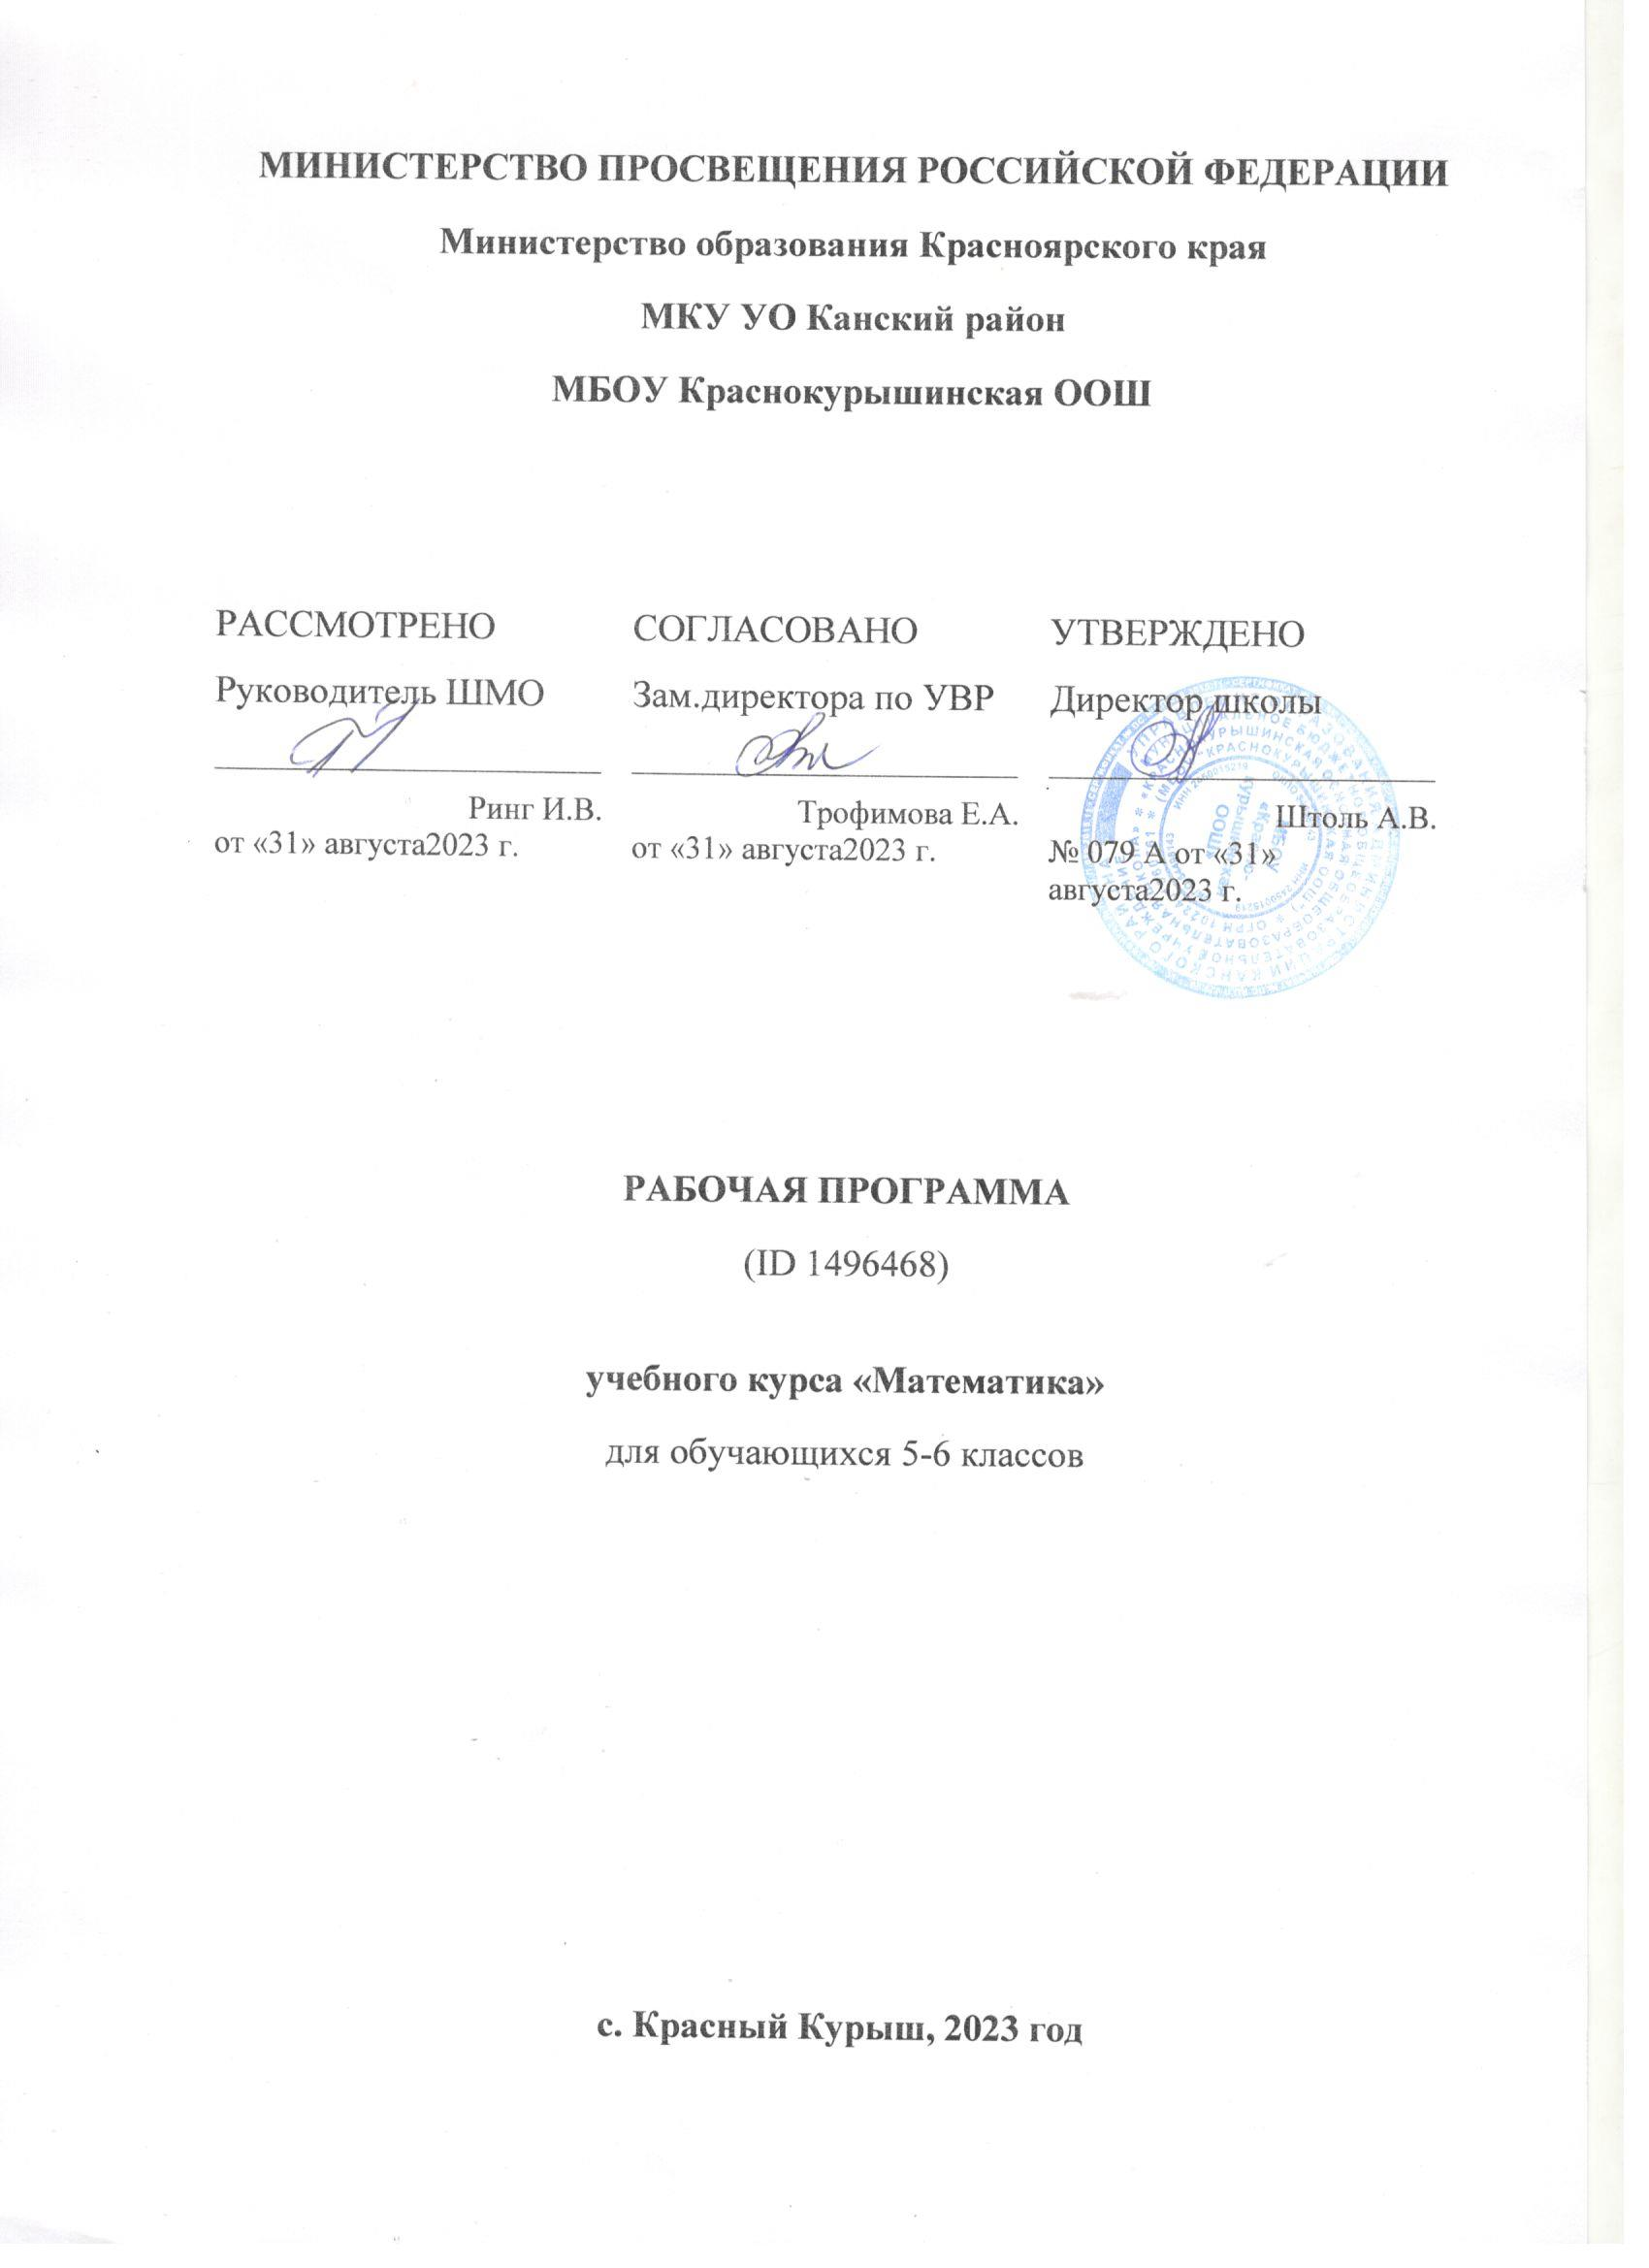 МИНИСТЕРСТВО ПРОСВЕЩЕНИЯ РОССИЙСКОЙ ФЕДЕРАЦИИ
Министерство образования Красноярского края
МКУ УО Канский район
МБОУ Краснокурышинская ООШ
РАССМОТРЕНО
Руководитель ШМО
Ринг И.В.
от «31» августа2023 г.
СОГЛАСОВАНО
Зам.директора по УВР
Трофимова Е.А.
от «31» августа2023 г.
УТВЕРЖДЕНО
Директор школы
Штоль А.В.
№ 079 А от «31»
августа2023 г.
РАБОЧАЯ ПРОГРАММА
(ID 1496468)
учебного курса «Математика»
для обучающихся 5-6 классов
с. Красный Курыш, 2023 год